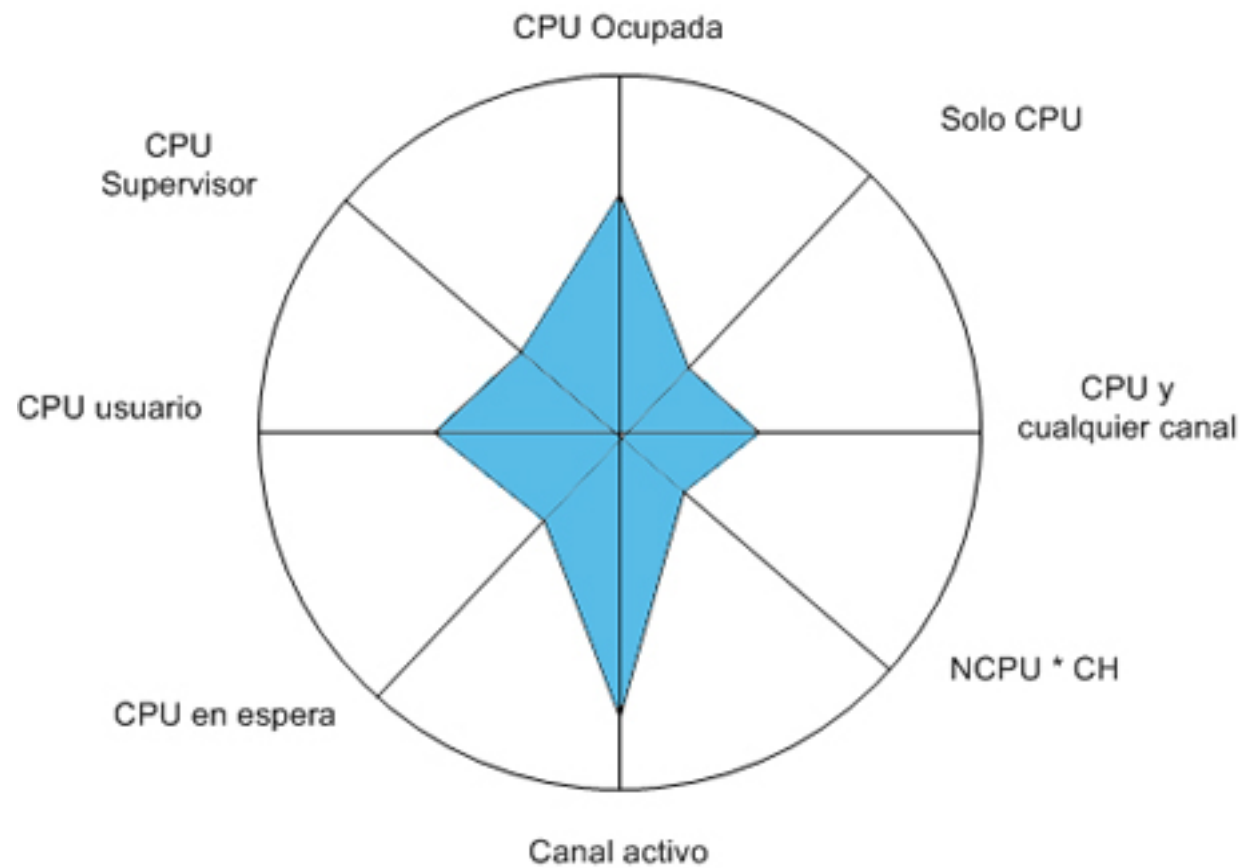 CPU Ocupada
Solo CPU
CPU
Supervisor
CPU y
cualquier canal
CPU usuario
NCPU * CH
CPU en espera
Canal activo